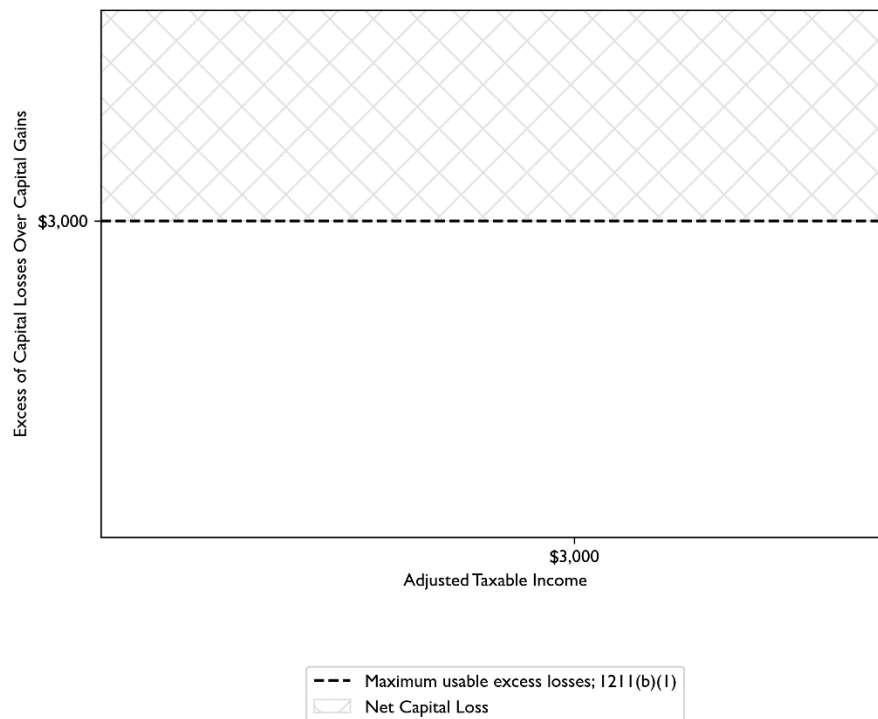 Excess of Capital Losses Over Capital Gains
$3,000
$3,000
Adjusted Taxable Income
Maximum usable excess losses; 1211(b)(1)
Net Capital Loss